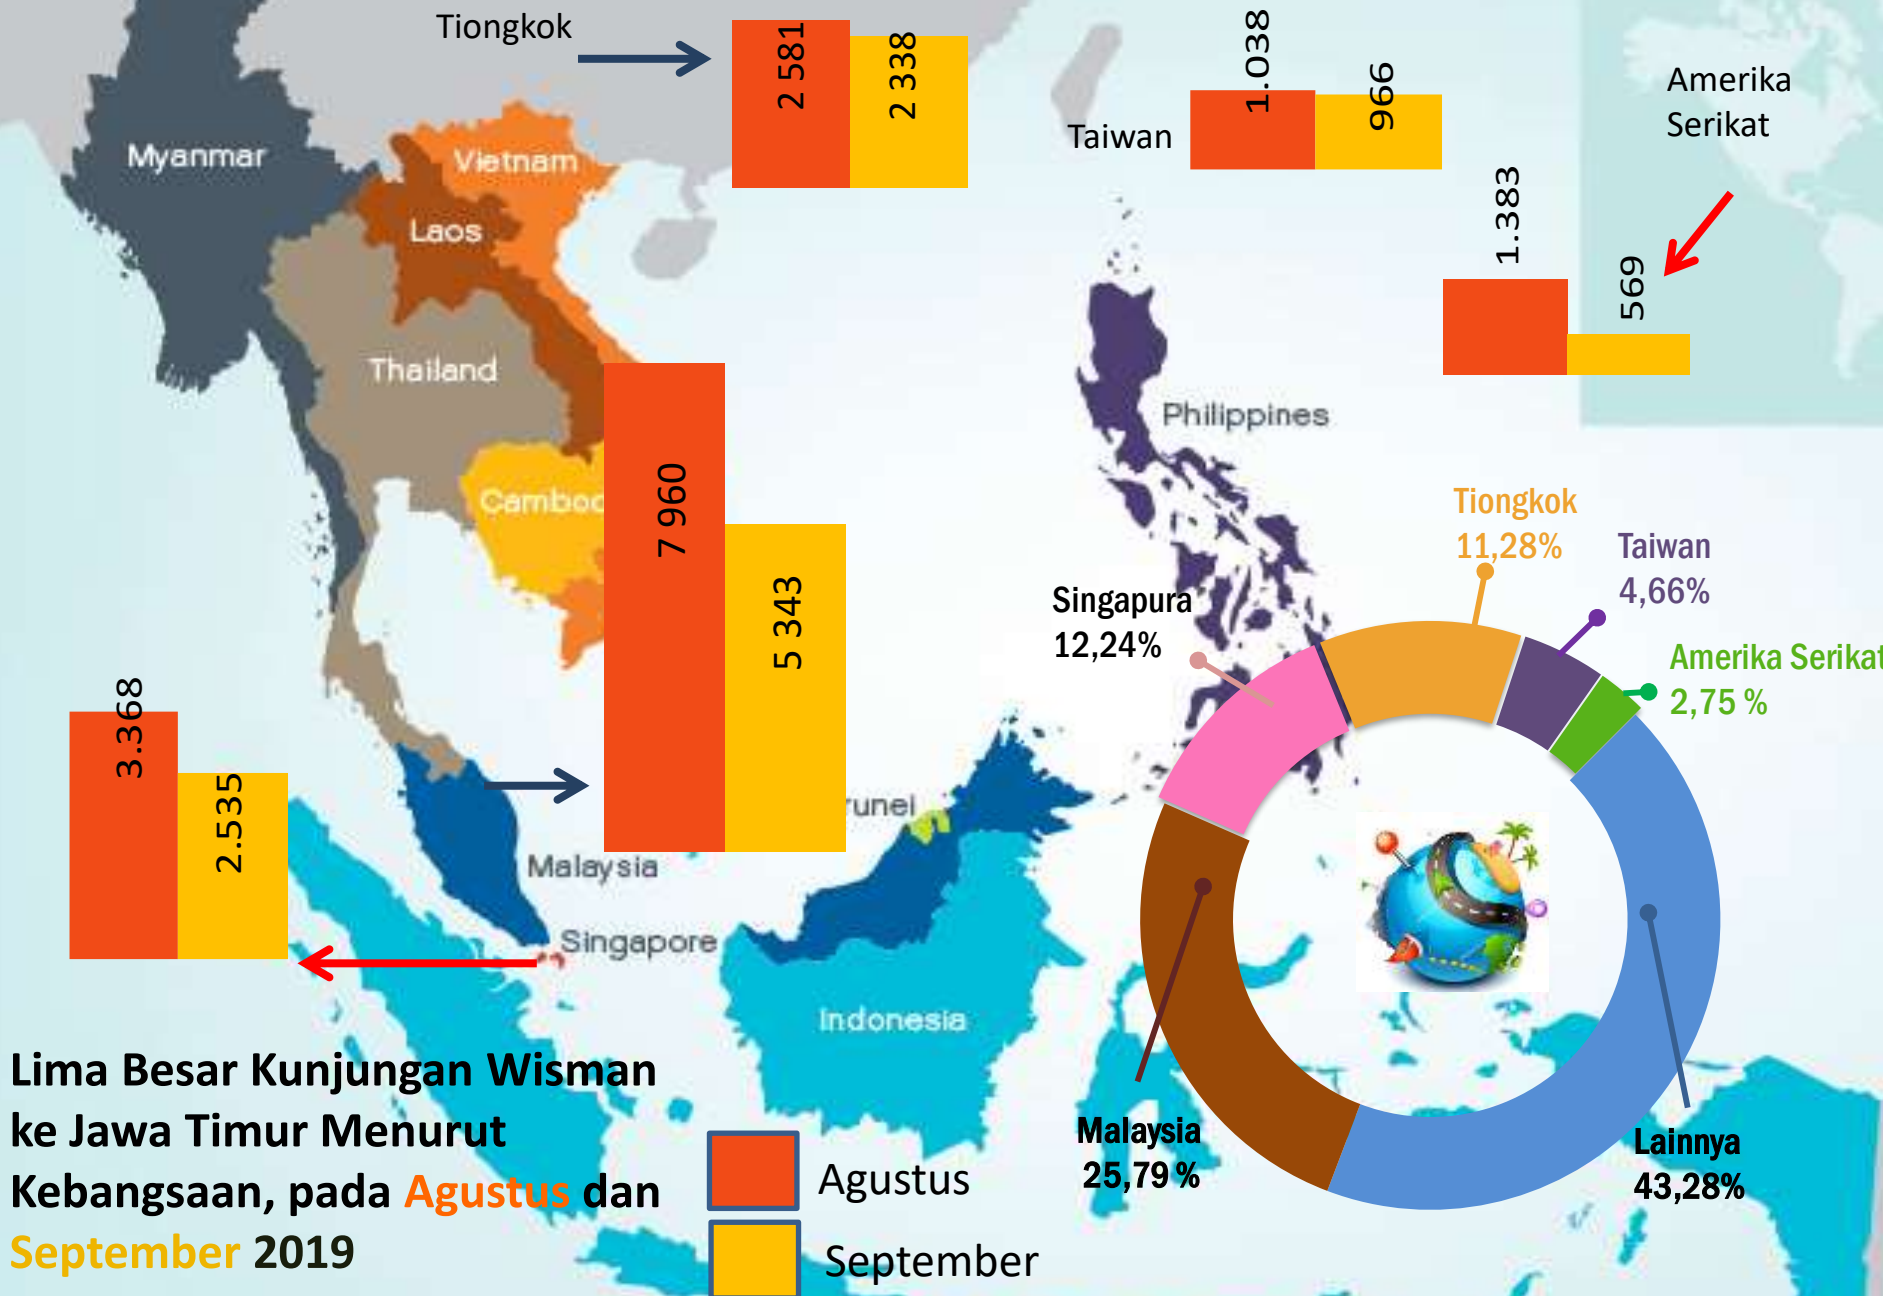 Tiongkok
2 581
2 338
1.038
966
Taiwan
Amerika
Serikat
1.383
569
Myanmar
Vietnam
Laos
Thailand
Philippines
Camboc
7 960
5 343
Tiongkok
11,28%
Taiwan
4,66%
Singapura
12,24%
Amerika Serikat
2,75 %
3.368
2.535
runei
Malaysia
Singapore
Indonesia
Malaysia
25,79 %
Lainnya
43,28%
Lima Besar Kunjungan Wisman
ke Jawa Timur Menurut
Kebangsaan, pada Agustus dan
September 2019
Agustus
September